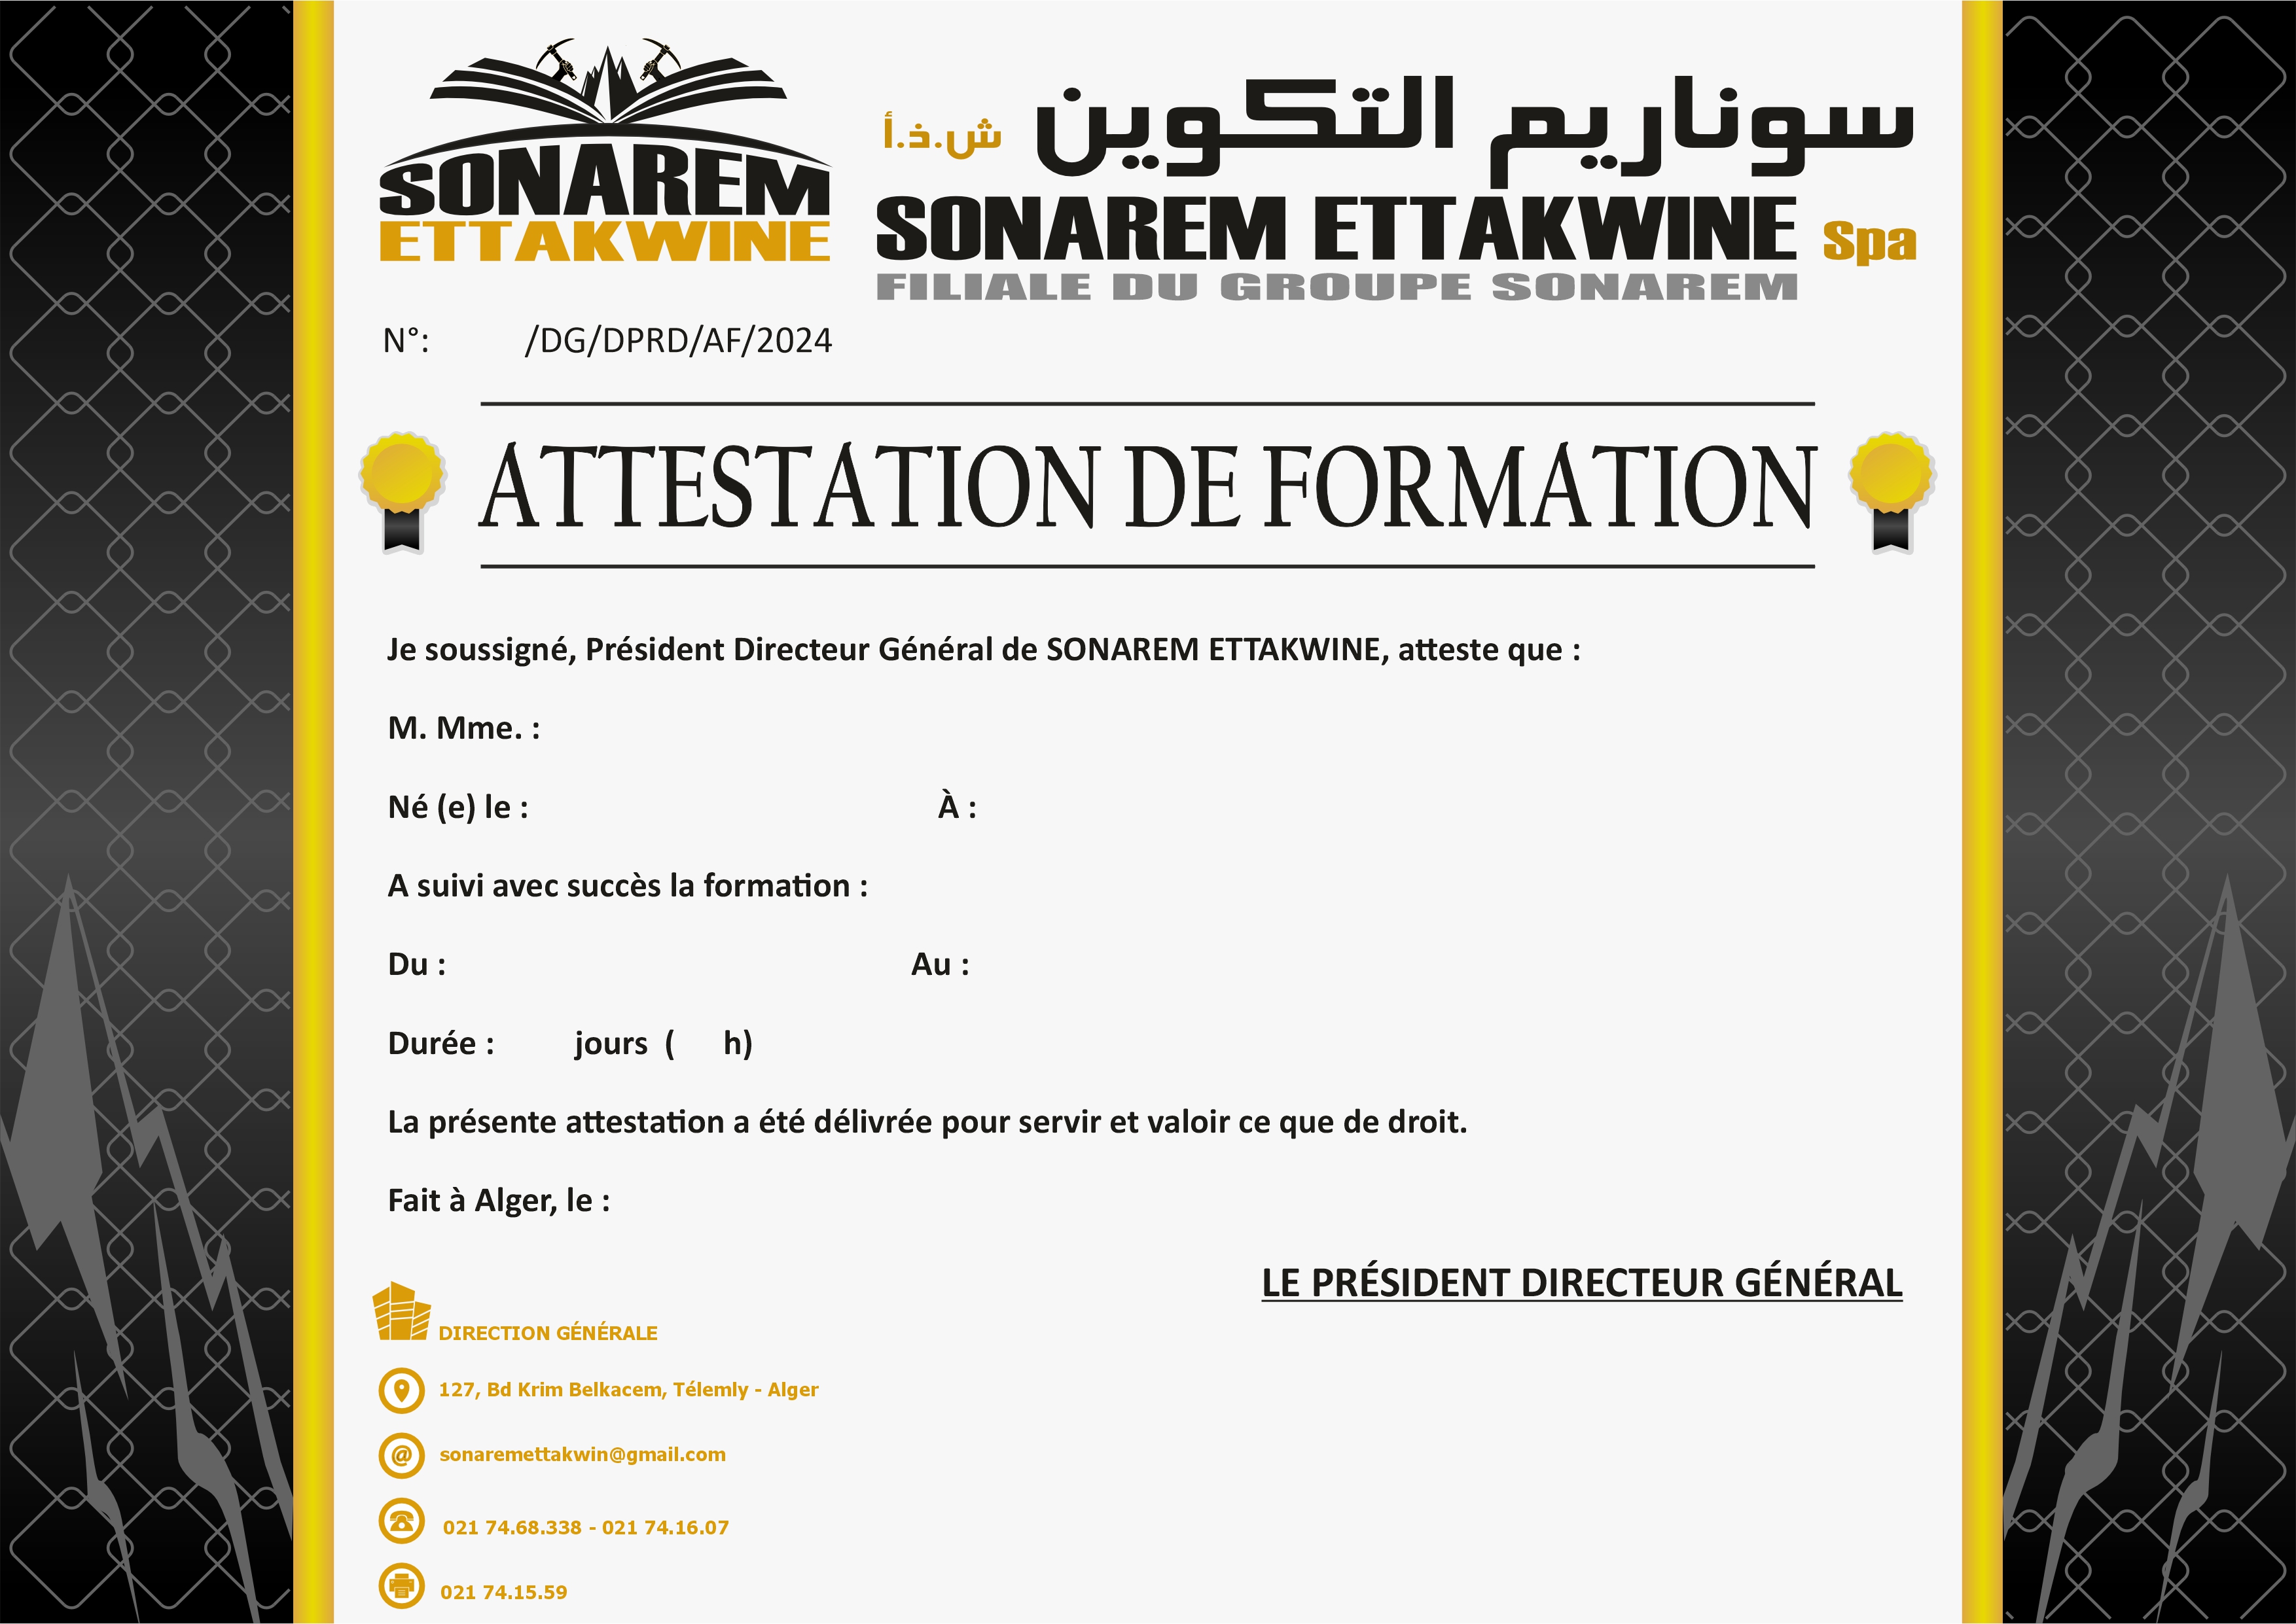 SONAREM
ETTAKWINE
سوناريم التكوين ش.ذ.أ
SONAREM ETTAKWINE Spa
FILIALE DU GROUPE SONAREM
N°: /DG/DPRD/AF/2024
ATTESTATION DE FORMATION
Je soussigné, Président Directeur Général de SONAREM ETTAKWINE, atteste que :
M. Mme. :
Né (e) le : À :
A suivi avec succès la formation :
Du : Au :
Durée : jours ( h)
La présente attestation a été délivrée pour servir et valoir ce que de droit.
Fait à Alger, le :
LE PRÉSIDENT DIRECTEUR GÉNÉRAL
DIRECTION GÉNÉRALE
127, Bd Krim Belkacem, Télemly - Alger
@ sonaremettakwin@gmail.com
021 74.68.338 - 021 74.16.07
021 74.15.59